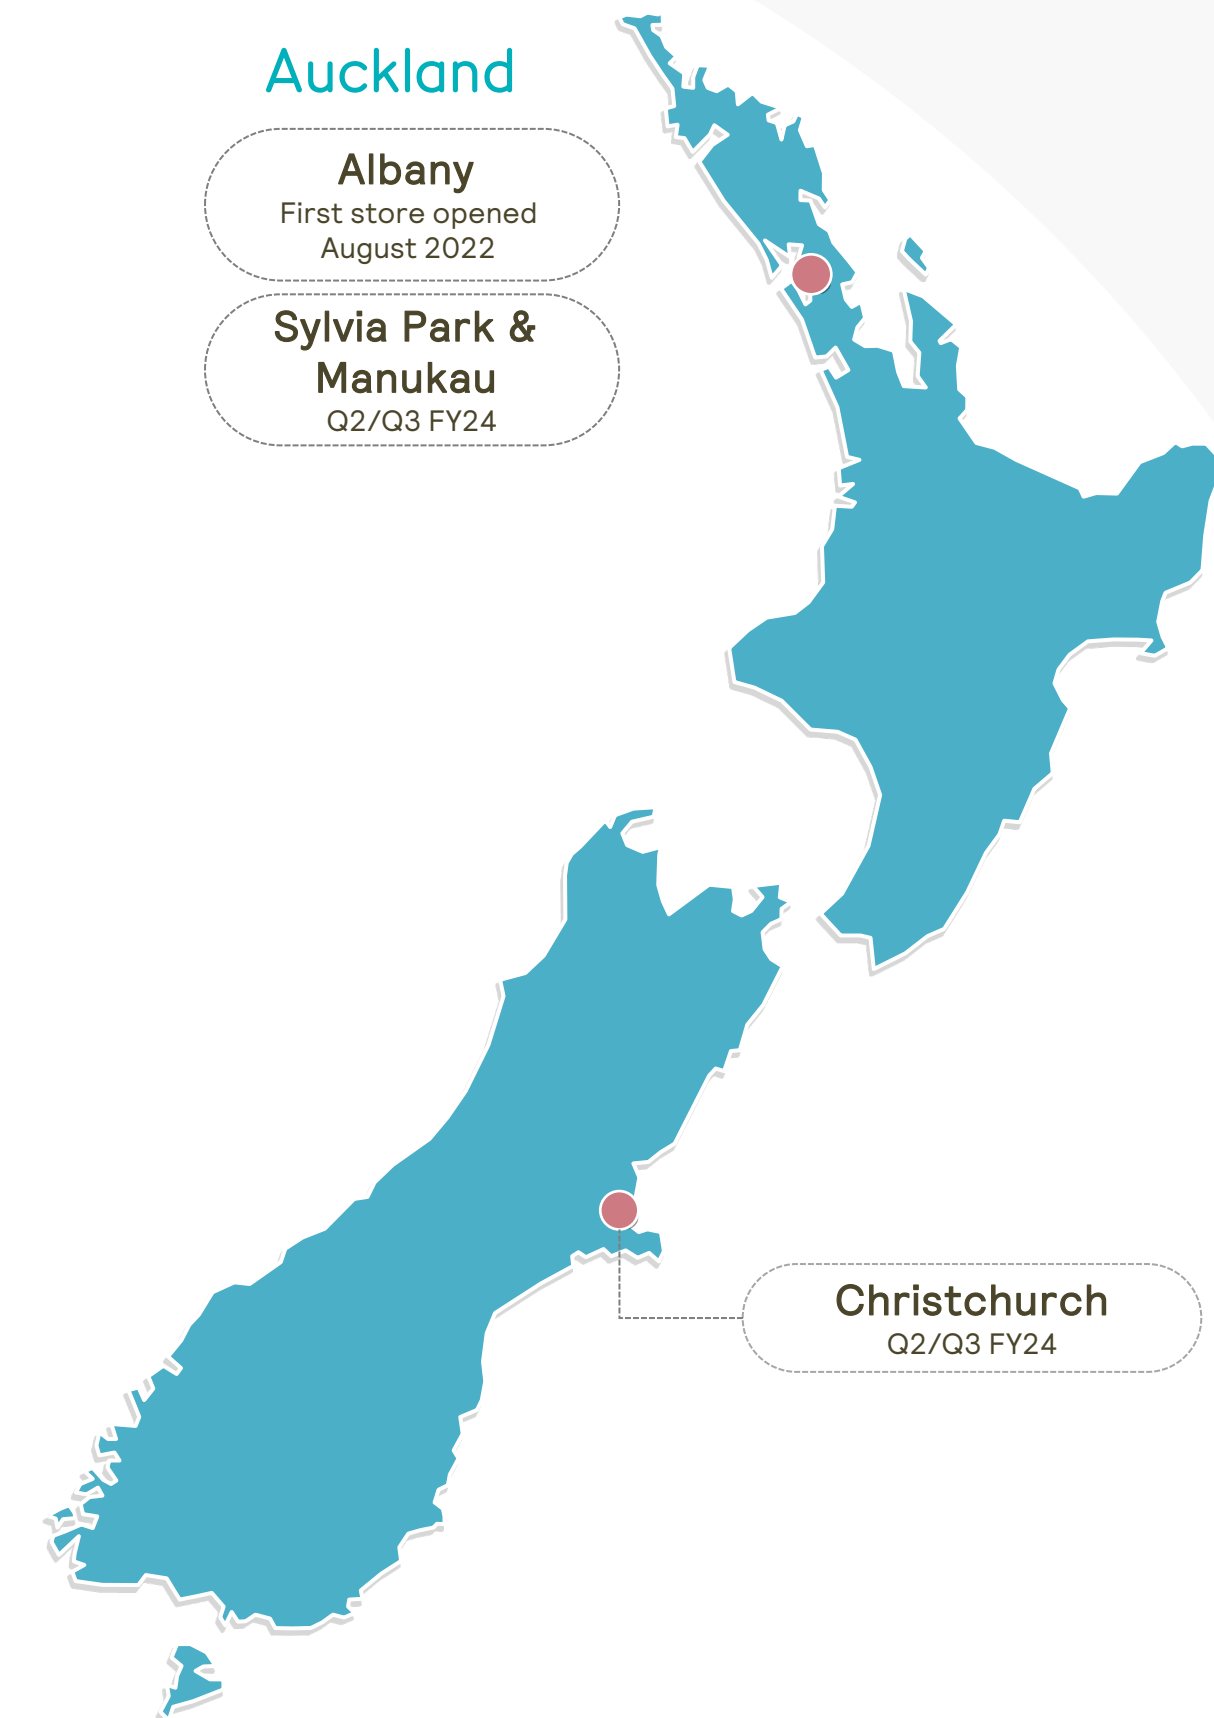 Auckland
Albany
First store opened
August 2022
Sylvia Park &
Manukau
Q2/Q3 FY24
Christchurch
Q2/Q3 FY24